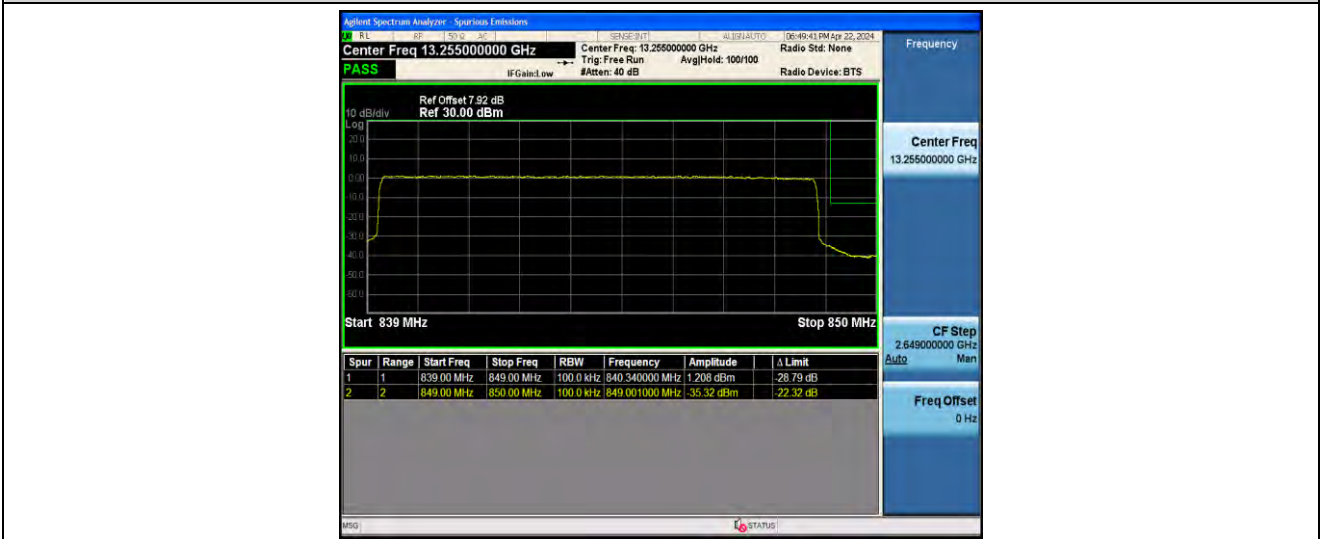 Agilent Spectrum Analyzer - Spurious Emissions
RL RF 50 Ω AC SENSE:INT ALIGNAUTO 06:49:41 PM Apr 22, 2024
Center Freq 13.255000000 GHz Center Freq: 13.255000000 GHz Radio Std: None Frequency
Trig: Free Run Avg|Hold: 100/100
PASS IFGain:Low #Atten: 40 dB Radio Device: BTS
Ref Offset 7.92 dB
10 dB/div Ref 30.00 dBm
Log
20.0
10.0
0.00
-10.0
-20.0
-30.0
-40.0
-50.0
-60.0
Start 839 MHz Stop 850 MHz
Center Freq
13.255000000 GHz
CF Step
2.649000000 GHz
Auto Man
Freq Offset
0 Hz
Spur Range Start Freq Stop Freq RBW Frequency Amplitude Δ Limit
1 1 839.00 MHz 849.00 MHz 100.0 kHz 840.340000 MHz 1.208 dBm -28.79 dB
2 2 849.00 MHz 850.00 MHz 100.0 kHz 849.001000 MHz -35.32 dBm -22.32 dB
MSG STATUS